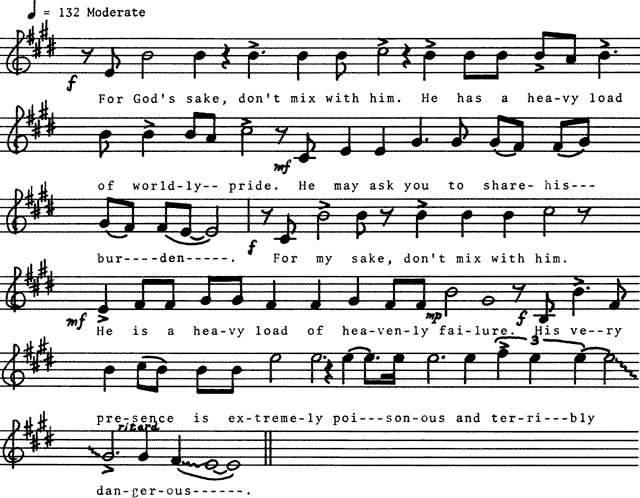 = 132 Moderate
f
For God's sake, don't mix with him. He has a hea-vy load
mf
of world-ly-- pride. He may ask you to share- his---
f
bur----den-----. For my sake, don't mix with him.
mf mp f
He is a hea-vy load of hea-ven-ly fai-lure. His ve--ry
3
pre-sence is ex-treme-ly poi---son-ous and ter-ri---bly
ritard
dan-ger-ous------.